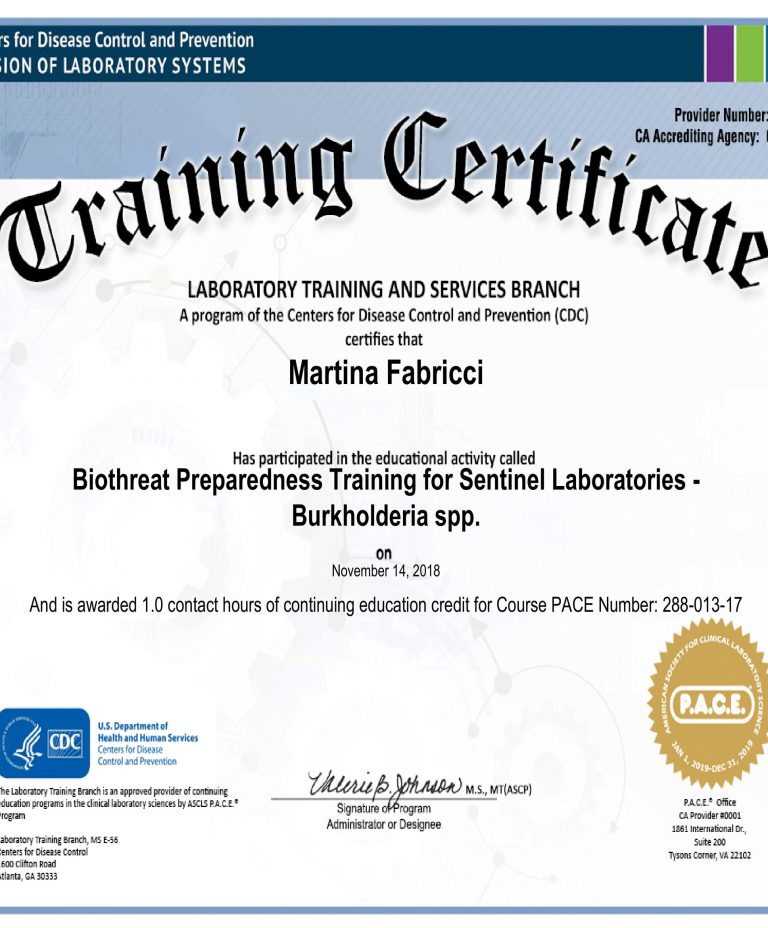 rs for Disease Control and Prevention
SION OF LABORATORY SYSTEMS
Provider Number:
CA Accrediting Agency:
Training Certificate
LABORATORY TRAINING AND SERVICES BRANCH
A program of the Centers for Disease Control and Prevention (CDC)
certifies that
Martina Fabricci
Has participated in the educational activity called
Biothreat Preparedness Training for Sentinel Laboratories -
Burkholderia spp.
on
November 14, 2018
And is awarded 1.0 contact hours of continuing education credit for Course PACE Number: 288-013-17
AMERICAN SOCIETY FOR CLINICAL LABORATORY SCIENCE
P.A.C.E.
JAN 1, 2019-DEC 31, 2019
CDC
U.S. Department of
Health and Human Services
Centers for Disease
Control and Prevention
The Laboratory Training Branch is an approved provider of continuing
education programs in the clinical laboratory sciences by ASCLS P.A.C.E.®
Program
Laboratory Training Branch, MS E-56
Centers for Disease Control
1600 Clifton Road
Atlanta, GA 30333
Valerie B. Johnson M.S., MT(ASCP)
Signature of Program
Administrator or Designee
P.A.C.E.® Office
CA Provider #0001
1861 International Dr.,
Suite 200
Tysons Corner, VA 22102